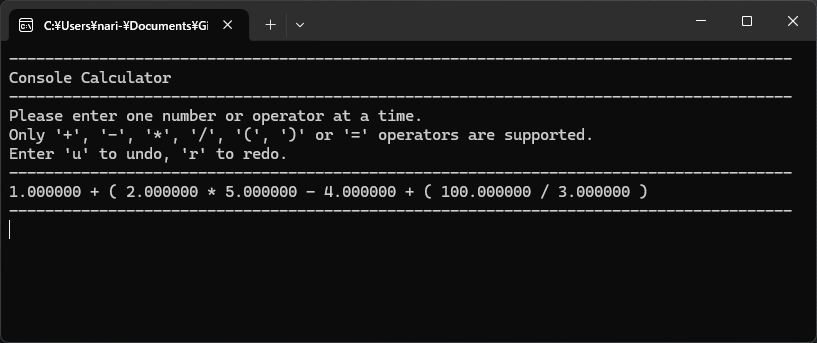 C:¥Users¥nari-¥Documents¥Gi
--------------------------------------------------------------------------------------
Console Calculator
--------------------------------------------------------------------------------------
Please enter one number or operator at a time.
Only '+', '-', '*', '/', '(', ')' or '=' operators are supported.
Enter 'u' to undo, 'r' to redo.
--------------------------------------------------------------------------------------
1.000000 + ( 2.000000 * 5.000000 - 4.000000 + ( 100.000000 / 3.000000 )
--------------------------------------------------------------------------------------